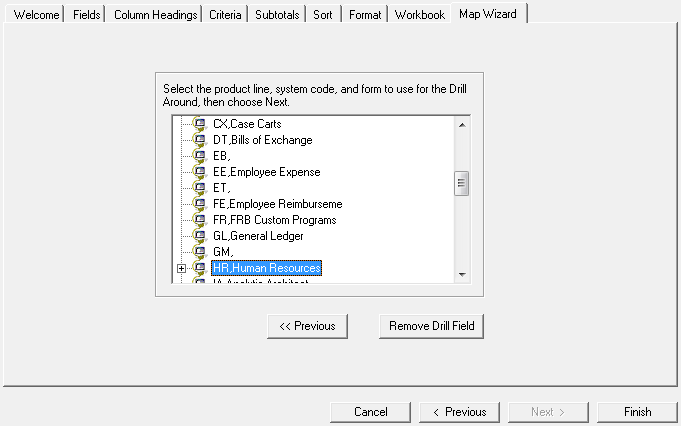 Welcome Fields Column Headings Criteria Subtotals Sort Format Workbook Map Wizard
Select the product line, system code, and form to use for the Drill
Around, then choose Next.
CX,Case Carts
DT,Bills of Exchange
EB,
EE,Employee Expense
ET,
FE,Employee Reimburseme
FR,FRB Custom Programs
GL,General Ledger
GM,
HR,Human Resources
IA,Analytic Architect
<< Previous Remove Drill Field
Cancel < Previous Next > Finish